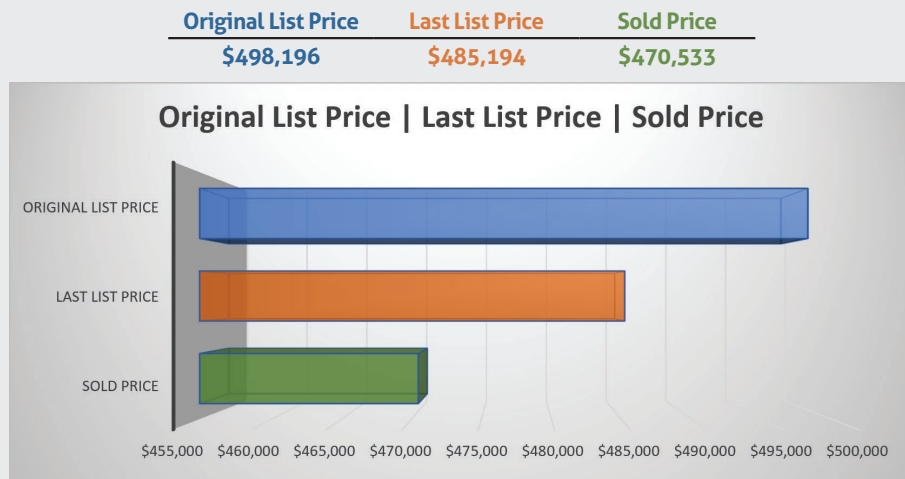 Original List Price Last List Price Sold Price
$498,196 $485,194 $470,533
Original List Price | Last List Price | Sold Price
ORIGINAL LIST PRICE
LAST LIST PRICE
SOLD PRICE
$455,000 $460,000 $465,000 $470,000 $475,000 $480,000 $485,000 $490,000 $495,000 $500,000